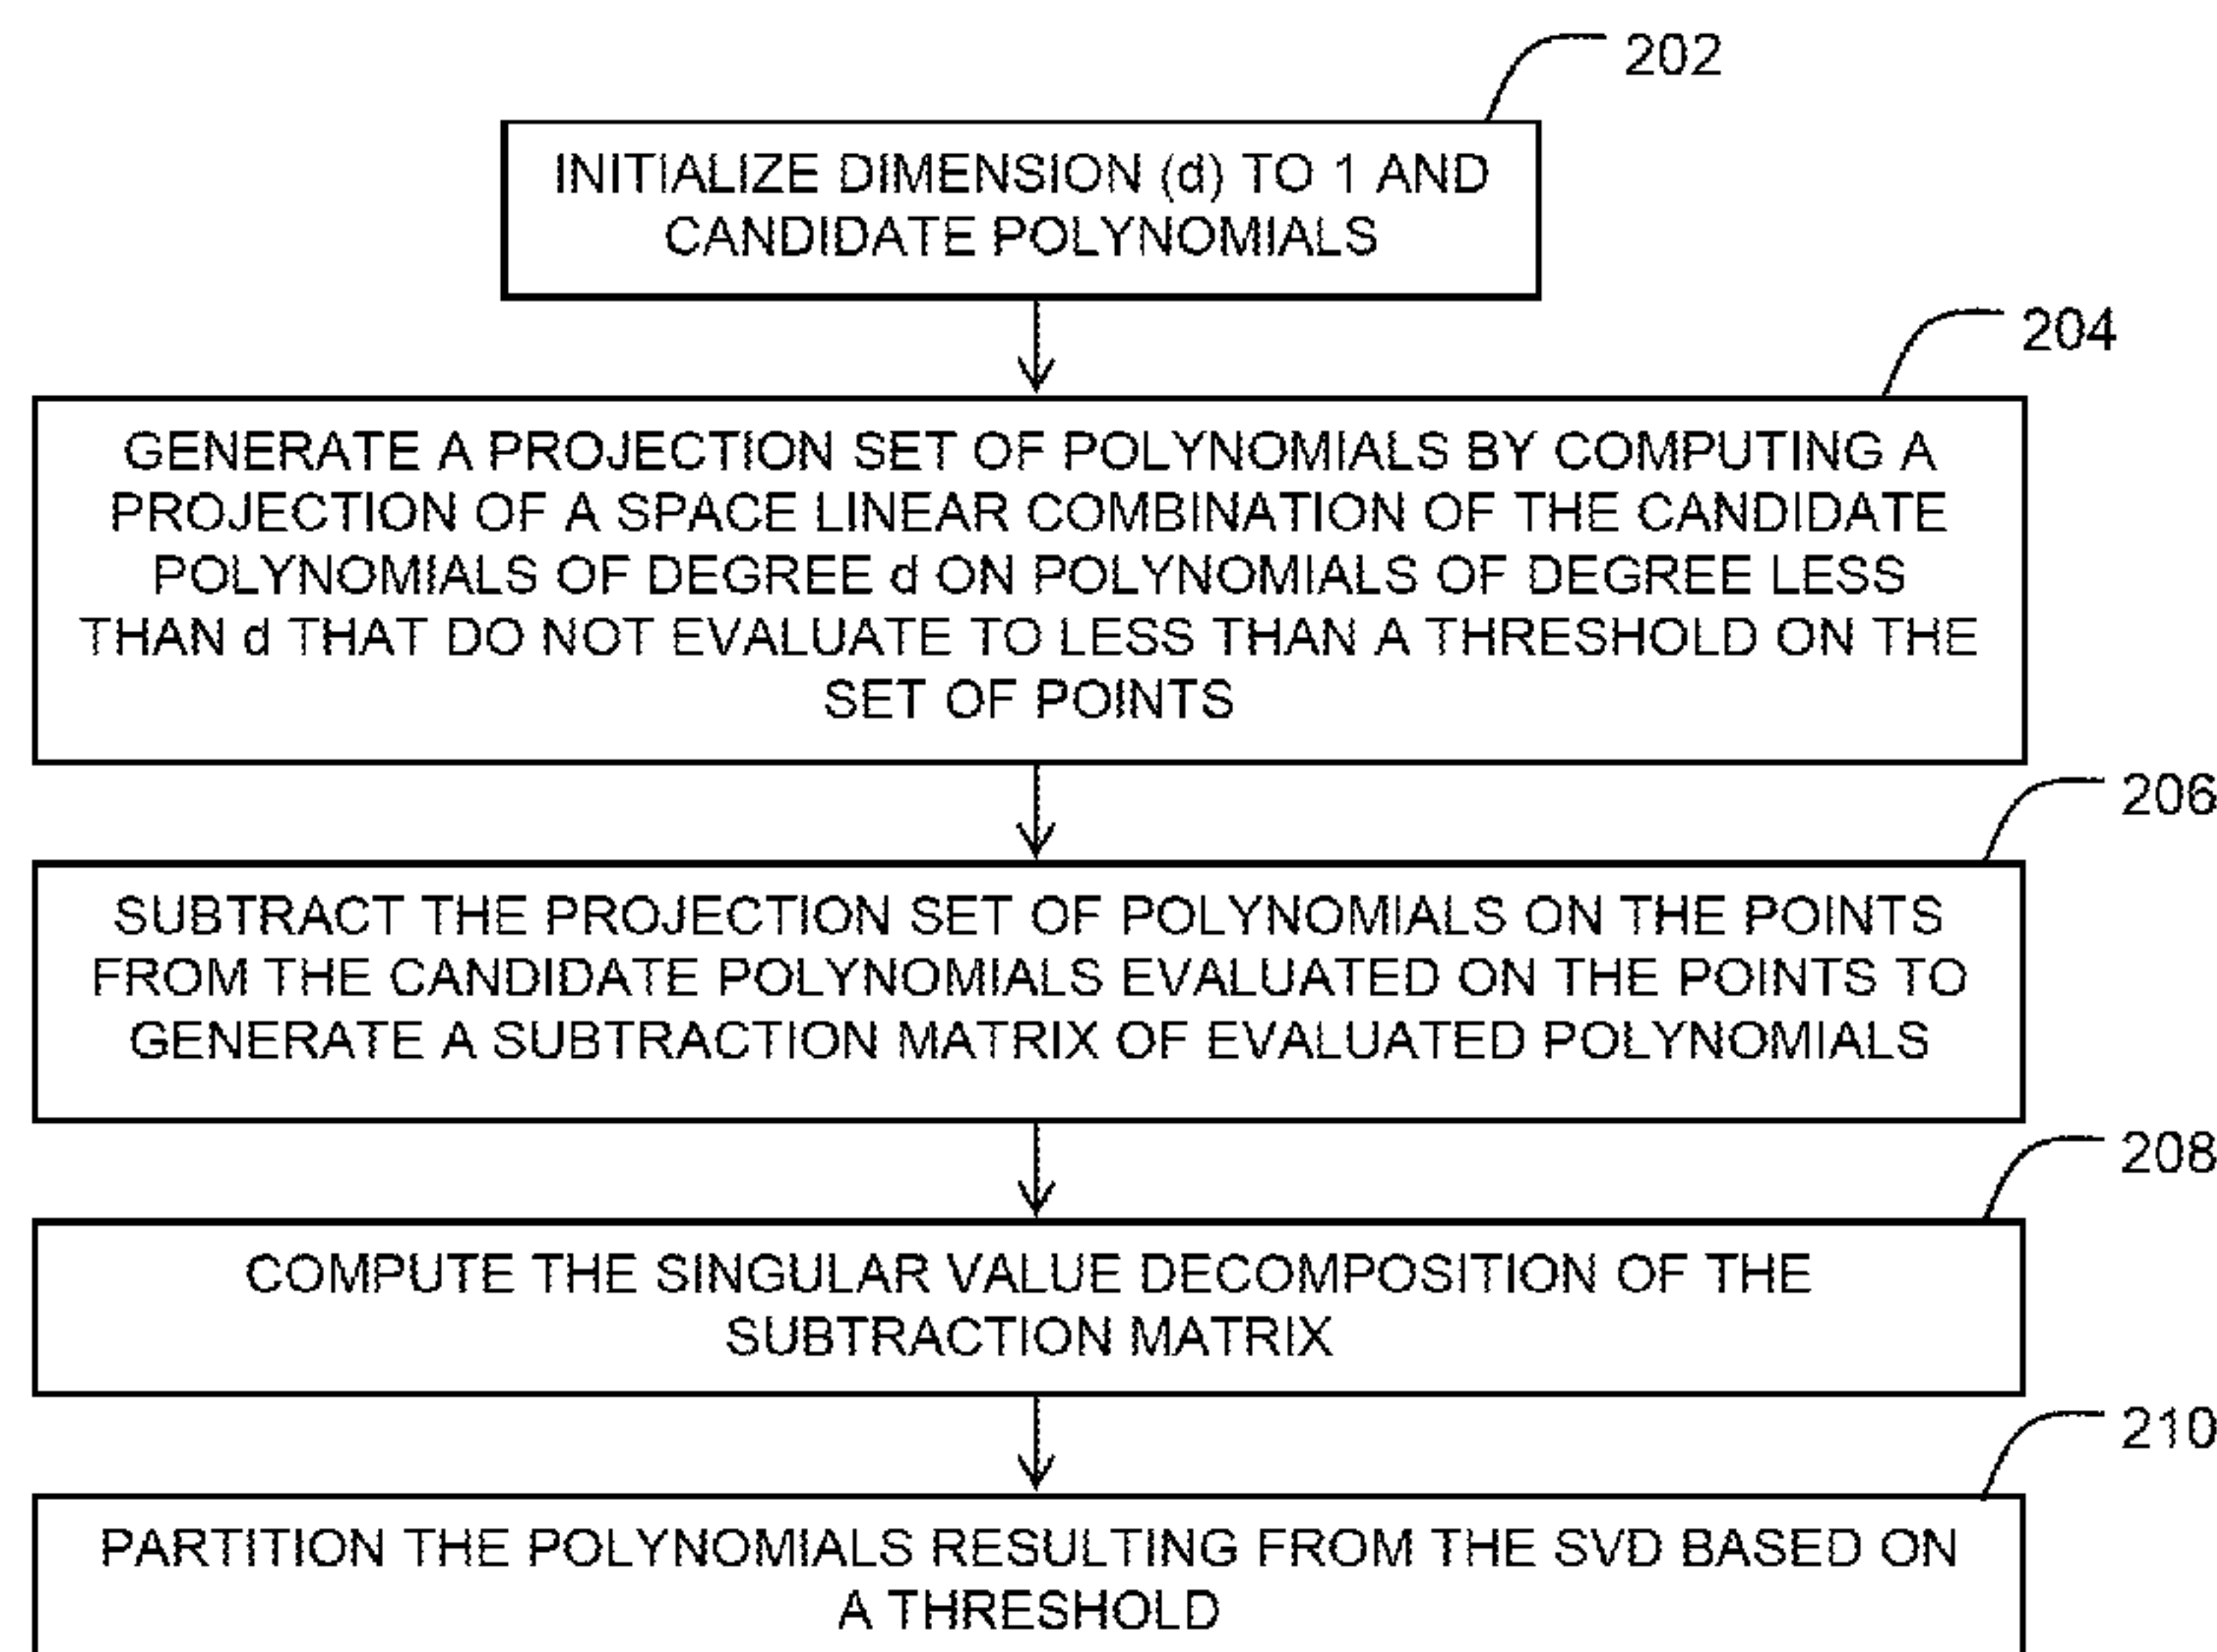 202
INITIALIZE DIMENSION (d) TO 1 AND
CANDIDATE POLYNOMIALS
204
GENERATE A PROJECTION SET OF POLYNOMIALS BY COMPUTING A
PROJECTION OF A SPACE LINEAR COMBINATION OF THE CANDIDATE
POLYNOMIALS OF DEGREE d ON POLYNOMIALS OF DEGREE LESS
THAN d THAT DO NOT EVALUATE TO LESS THAN A THRESHOLD ON THE
SET OF POINTS
206
SUBTRACT THE PROJECTION SET OF POLYNOMIALS ON THE POINTS
FROM THE CANDIDATE POLYNOMIALS EVALUATED ON THE POINTS TO
GENERATE A SUBTRACTION MATRIX OF EVALUATED POLYNOMIALS
208
COMPUTE THE SINGULAR VALUE DECOMPOSITION OF THE
SUBTRACTION MATRIX
210
PARTITION THE POLYNOMIALS RESULTING FROM THE SVD BASED ON
A THRESHOLD